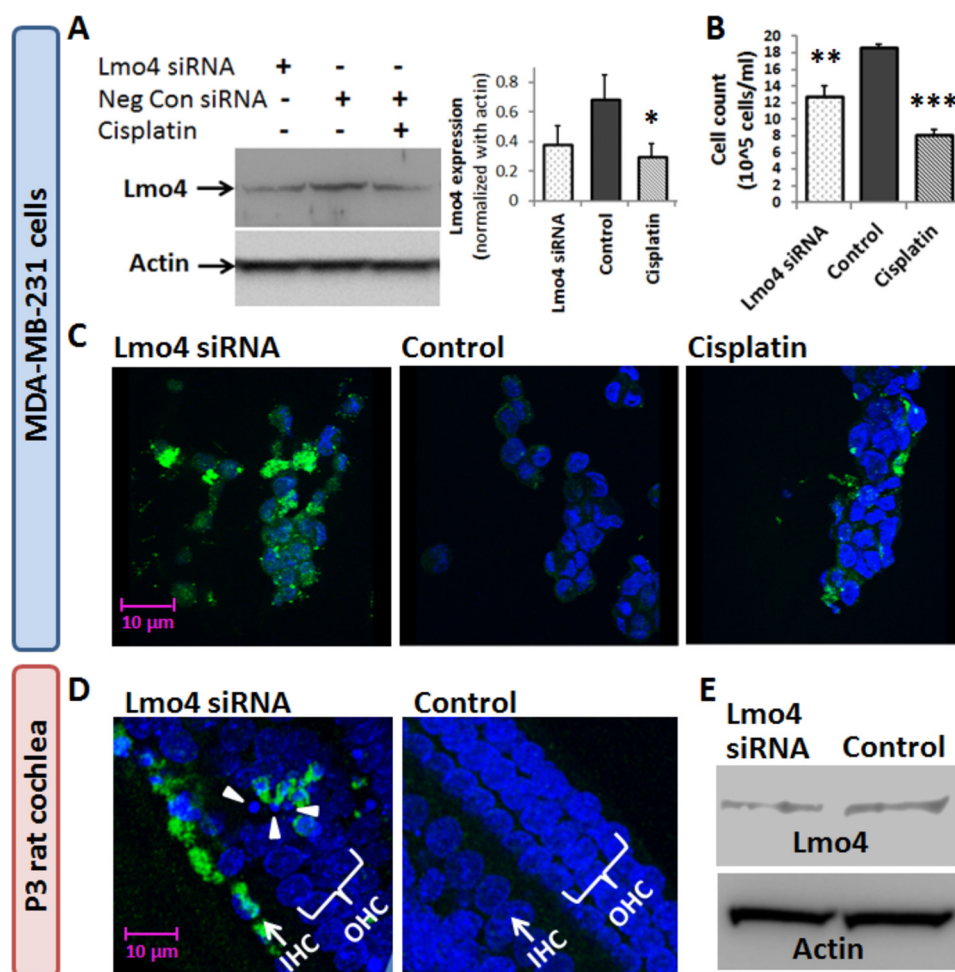 MDA-MB-231 cells
A
Lmo4 siRNA + - -
Neg Con siRNA - + +
Cisplatin - - +
Lmo4
Actin
Lmo4 expression
(normalized with actin)
0.8
0.6
0.4
0.2
0
*
Lmo4 siRNA
Control
Cisplatin
B
Cell count
(10^5 cells/ml)
20
18
16
14
12
10
8
6
4
2
0
**
***
Lmo4 siRNA
Control
Cisplatin
C
Lmo4 siRNA
Control
Cisplatin
10 µm
P3 rat cochlea
D
Lmo4 siRNA
Control
10 µm
IHC
OHC
IHC
OHC
E
Lmo4
siRNA
Control
Lmo4
Actin